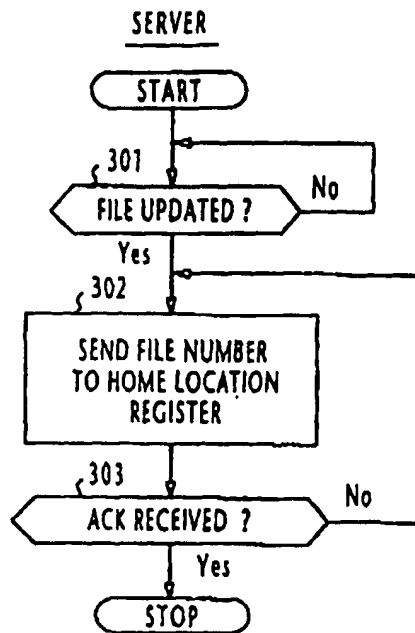 SERVER
START
301
FILE UPDATED ?
No
Yes
302
SEND FILE NUMBER
TO HOME LOCATION
REGISTER
303
ACK RECEIVED ?
No
Yes
STOP